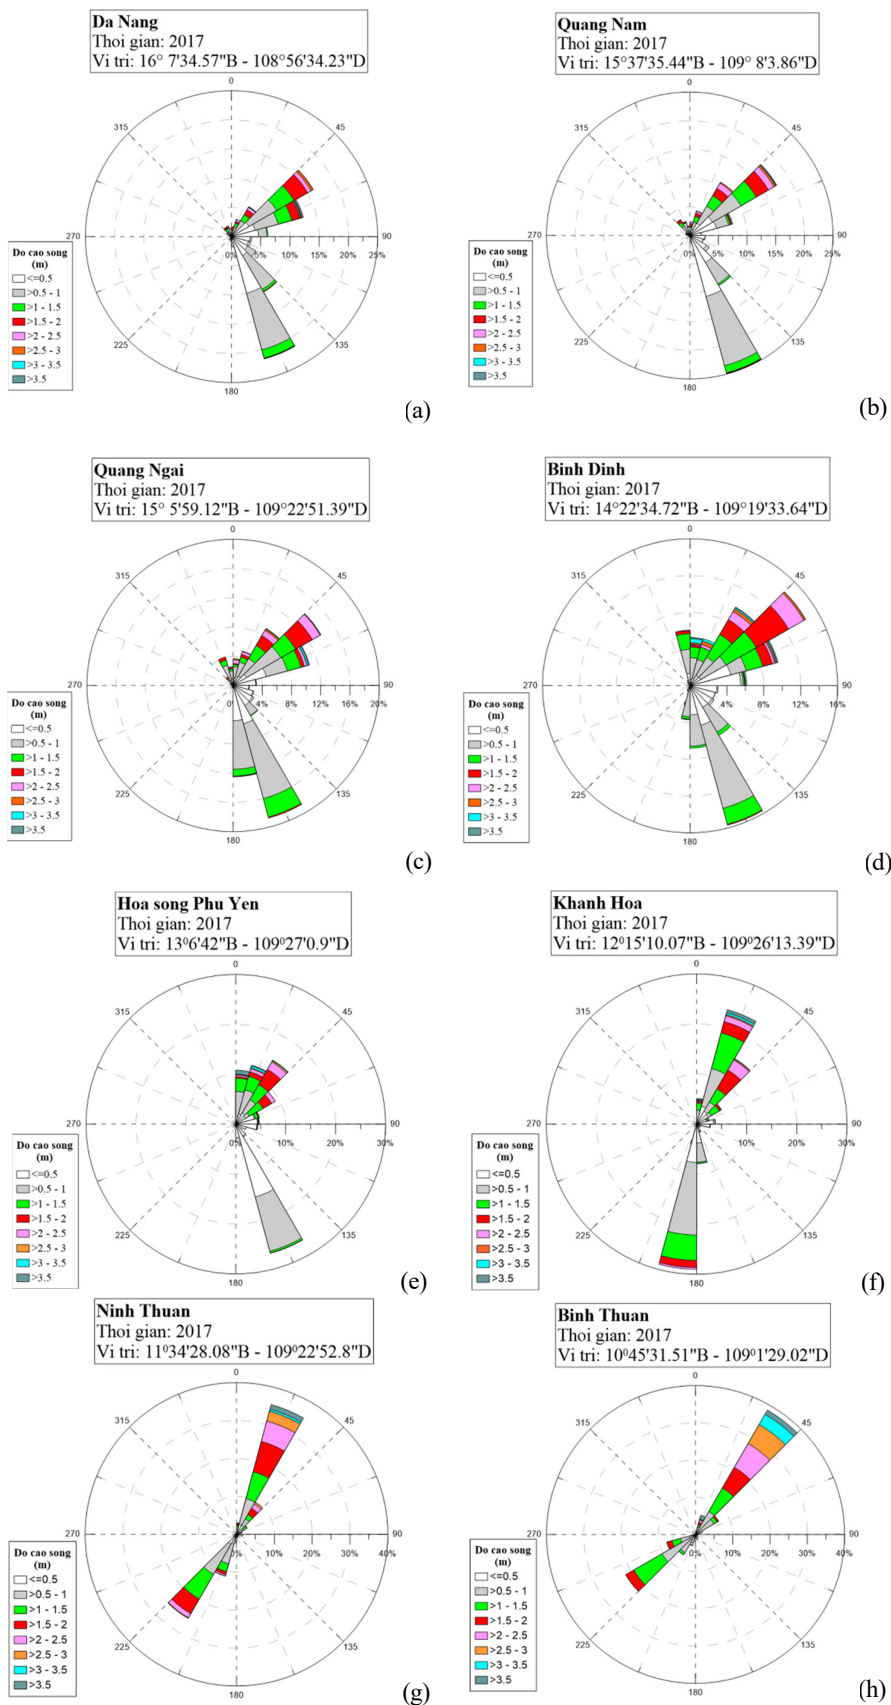 Da Nang
Thoi gian: 2017
Vi tri: 16° 7'34.57"B - 108°56'34.23"D
0
315
45
270
90
0%
5%
10%
15%
20%
25%
225
135
180
Do cao song
(m)
<=0.5
>0.5 - 1
>1 - 1.5
>1.5 - 2
>2 - 2.5
>2.5 - 3
>3 - 3.5
>3.5
(a)
Quang Nam
Thoi gian: 2017
Vi tri: 15°37'35.44"B - 109° 8'3.86"D
0
315
45
270
90
0%
5%
10%
15%
20%
25%
225
135
180
Do cao song
(m)
<=0.5
>0.5 - 1
>1 - 1.5
>1.5 - 2
>2 - 2.5
>2.5 - 3
>3 - 3.5
>3.5
(b)
Quang Ngai
Thoi gian: 2017
Vi tri: 15° 5'59.12"B - 109°22'51.39"D
0
315
45
270
90
0%
4%
8%
12%
16%
20%
225
135
180
Do cao song
(m)
<=0.5
>0.5 - 1
>1 - 1.5
>1.5 - 2
>2 - 2.5
>2.5 - 3
>3 - 3.5
>3.5
(c)
Binh Dinh
Thoi gian: 2017
Vi tri: 14°22'34.72"B - 109°19'33.64"D
0
315
45
270
90
4%
8%
12%
16%
225
135
180
Do cao song
(m)
<=0.5
>0.5 - 1
>1 - 1.5
>1.5 - 2
>2 - 2.5
>2.5 - 3
>3 - 3.5
>3.5
(d)
Hoa song Phu Yen
Thoi gian: 2017
Vi tri: 13⁰6'42"B - 109⁰27'0.9"D
0
315
45
270
90
0%
10%
20%
30%
225
135
180
Do cao song
(m)
<=0.5
>0.5 - 1
>1 - 1.5
>1.5 - 2
>2 - 2.5
>2.5 - 3
>3 - 3.5
>3.5
(e)
Khanh Hoa
Thoi gian: 2017
Vi tri: 12⁰15'10.07"B - 109⁰26'13.39"D
0
315
45
270
90
0%
10%
20%
30%
225
135
180
Do cao song
(m)
<=0.5
>0.5 - 1
>1 - 1.5
>1.5 - 2
>2 - 2.5
>2.5 - 3
>3 - 3.5
>3.5
(f)
Ninh Thuan
Thoi gian: 2017
Vi tri: 11⁰34'28.08"B - 109⁰22'52.8"D
0
315
45
270
90
0%
10%
20%
30%
40%
225
135
180
Do cao song
(m)
<=0.5
>0.5 - 1
>1 - 1.5
>1.5 - 2
>2 - 2.5
>2.5 - 3
>3 - 3.5
>3.5
(g)
Binh Thuan
Thoi gian: 2017
Vi tri: 10⁰45'31.51"B - 109⁰1'29.02"D
0
315
45
270
90
0%
10%
20%
30%
40%
225
135
180
Do cao song
(m)
<=0.5
>0.5 - 1
>1 - 1.5
>1.5 - 2
>2 - 2.5
>2.5 - 3
>3 - 3.5
>3.5
(h)